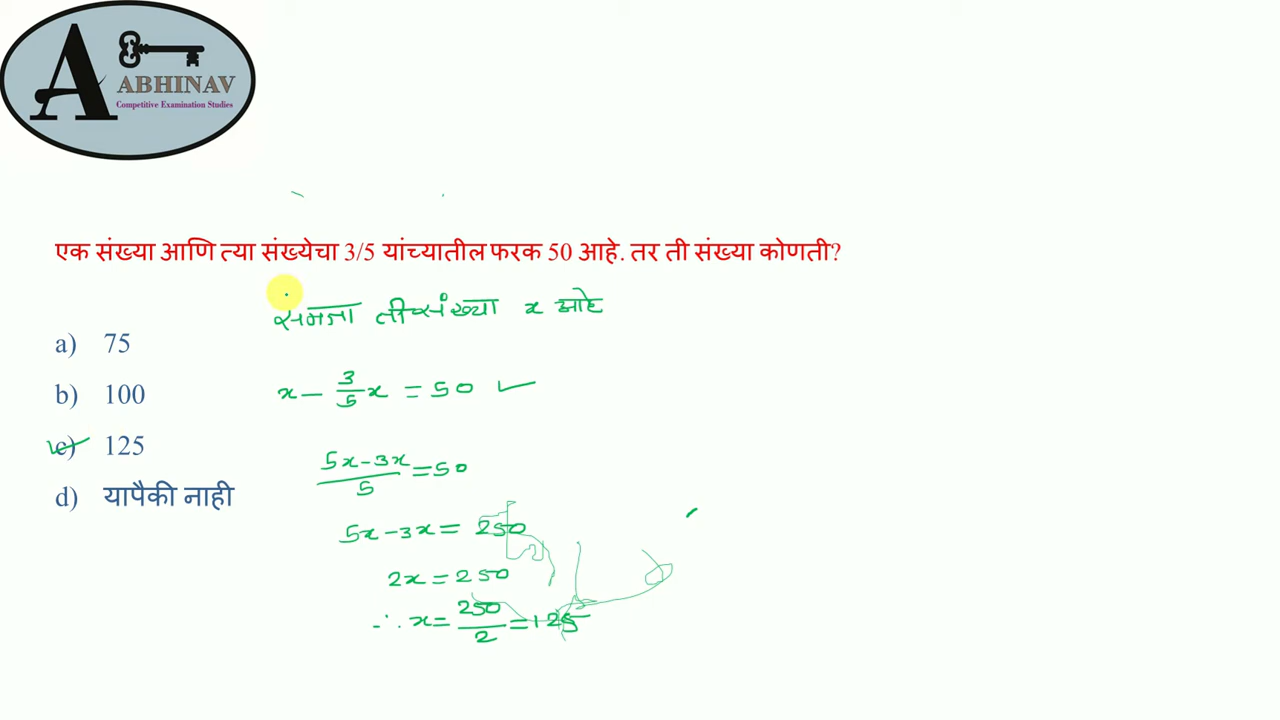 A
ABHINAV
Competitive Examination Studies
एक संख्या आणि त्या संख्येचा 3/5 यांच्यातील फरक 50 आहे. तर ती संख्या कोणती?
समजा ती संख्या x आहे
a) 75
x - 3/5 x = 50
b) 100
c) 125
5x - 3x / 5 = 50
d) यापैकी नाही
5x - 3x = 250
2x = 250
∴ x = 250/2 = 125